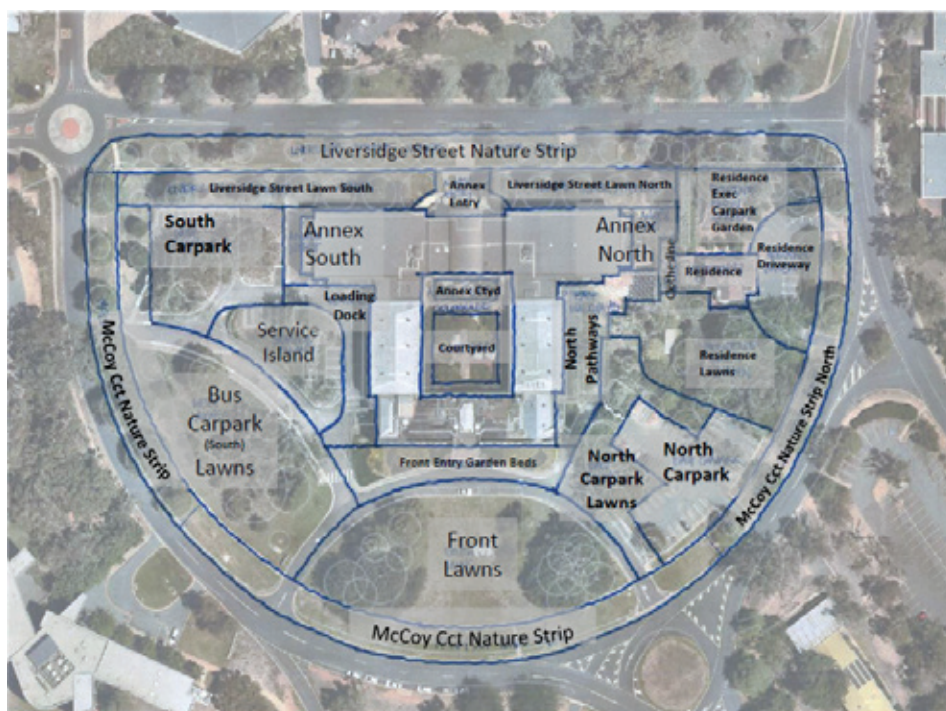 Liversidge Street Nature Strip
Liversidge Street Lawn South
Annex
Entry
Liversidge Street Lawn North
Residence
Exec
Carpark
Garden
South
Carpark
Annex
South
Annex
North
Residence
Driveway
Residence
Loading
Dock
Annex Ctyd
Service
Island
Courtyard
North
Pathways
Residence
Lawns
McCoy Cct Nature Strip
Bus
Carpark
(South)
Lawns
Front Entry Garden Beds
North
Carpark
Lawns
North
Carpark
McCoy Cct Nature Strip North
Front
Lawns
McCoy Cct Nature Strip